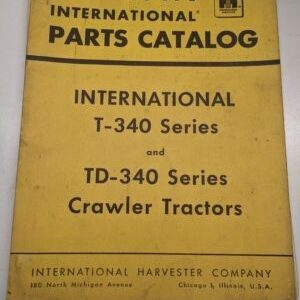 INTERNATIONAL®
PARTS CATALOG
INTERNATIONAL
T-340 Series
and
TD-340 Series
Crawler Tractors
INTERNATIONAL HARVESTER COMPANY
180 North Michigan Avenue Chicago 1, Illinois, U.S.A.